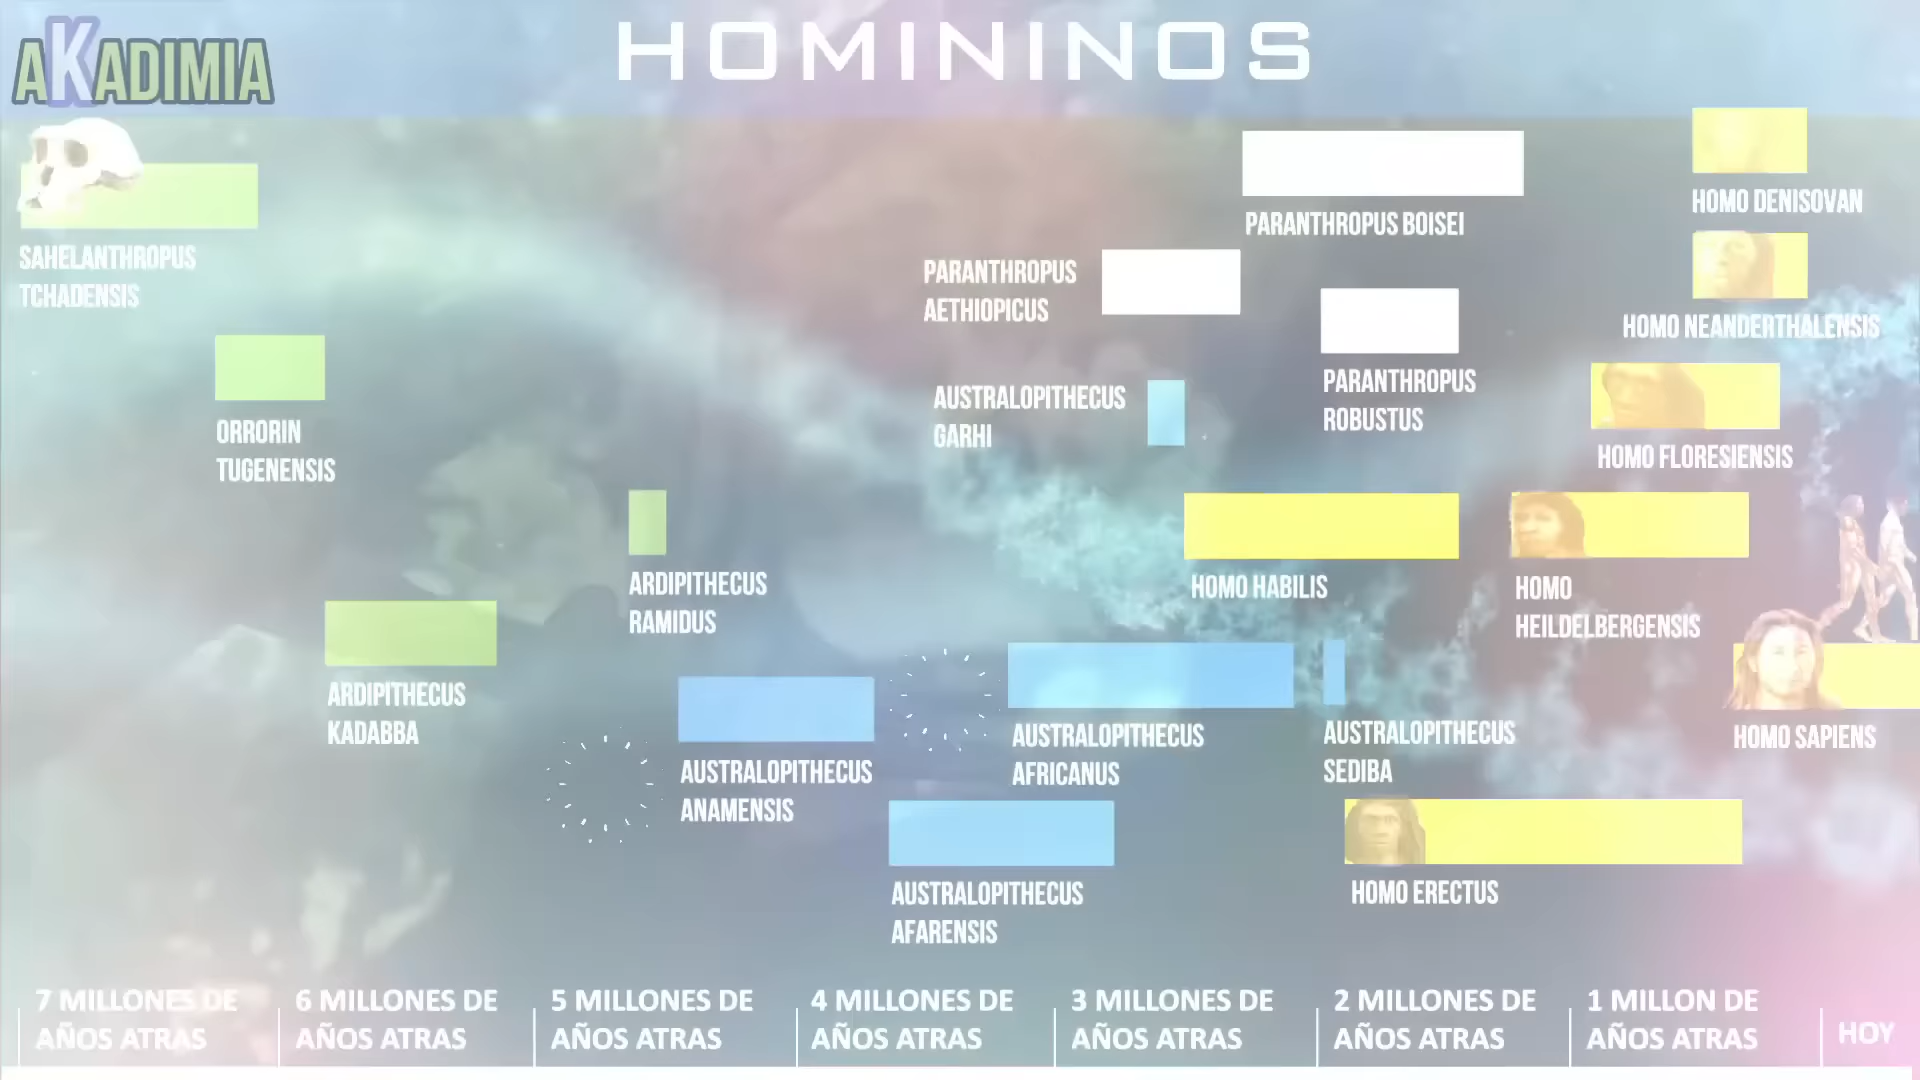 AKADIMIA
HOMININOS
SAHELANTHROPUS
TCHADENSIS
ORRORIN
TUGENENSIS
ARDIPITHECUS
KADABBA
ARDIPITHECUS
RAMIDUS
AUSTRALOPITHECUS
ANAMENSIS
AUSTRALOPITHECUS
AFARENSIS
PARANTHROPUS
AETHIOPICUS
AUSTRALOPITHECUS
GARHI
AUSTRALOPITHECUS
AFRICANUS
PARANTHROPUS BOISEI
PARANTHROPUS
ROBUSTUS
HOMO HABILIS
AUSTRALOPITHECUS
SEDIBA
HOMO ERECTUS
HOMO DENISOVAN
HOMO NEANDERTHALENSIS
HOMO FLORESIENSIS
HOMO
HEILDELBERGENSIS
HOMO SAPIENS
7 MILLONES DE
AÑOS ATRAS
6 MILLONES DE
AÑOS ATRAS
5 MILLONES DE
AÑOS ATRAS
4 MILLONES DE
AÑOS ATRAS
3 MILLONES DE
AÑOS ATRAS
2 MILLONES DE
AÑOS ATRAS
1 MILLON DE
AÑOS ATRAS
HOY